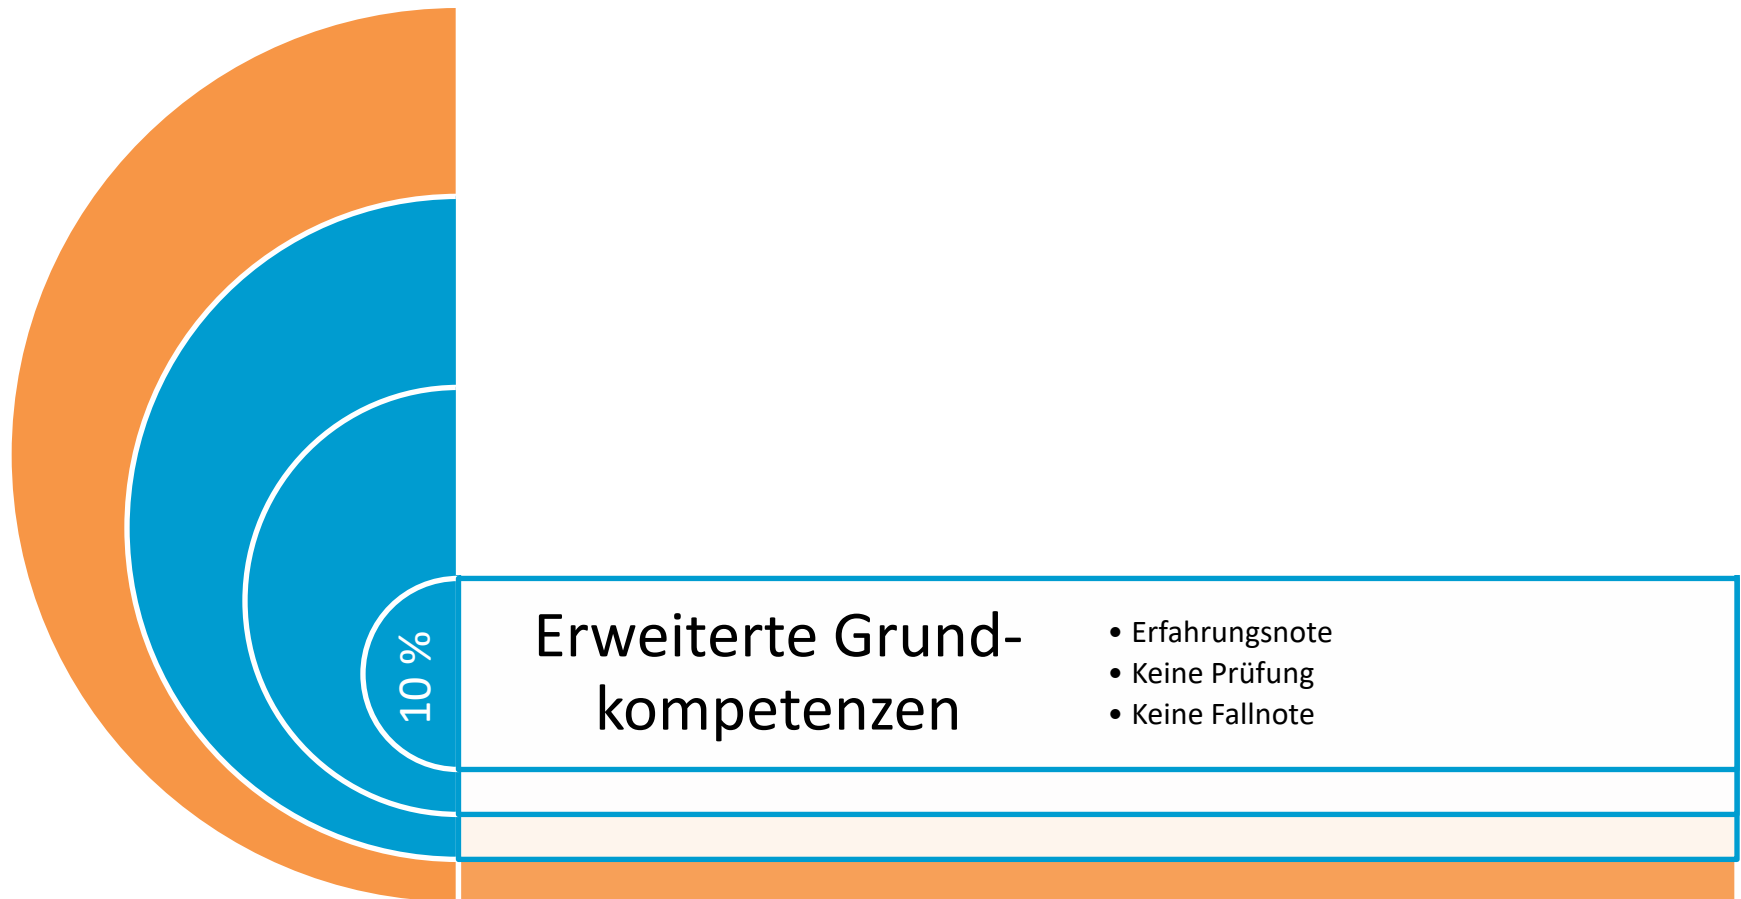 10 %
Erweiterte Grund-
kompetenzen
• Erfahrungsnote
• Keine Prüfung
• Keine Fallnote